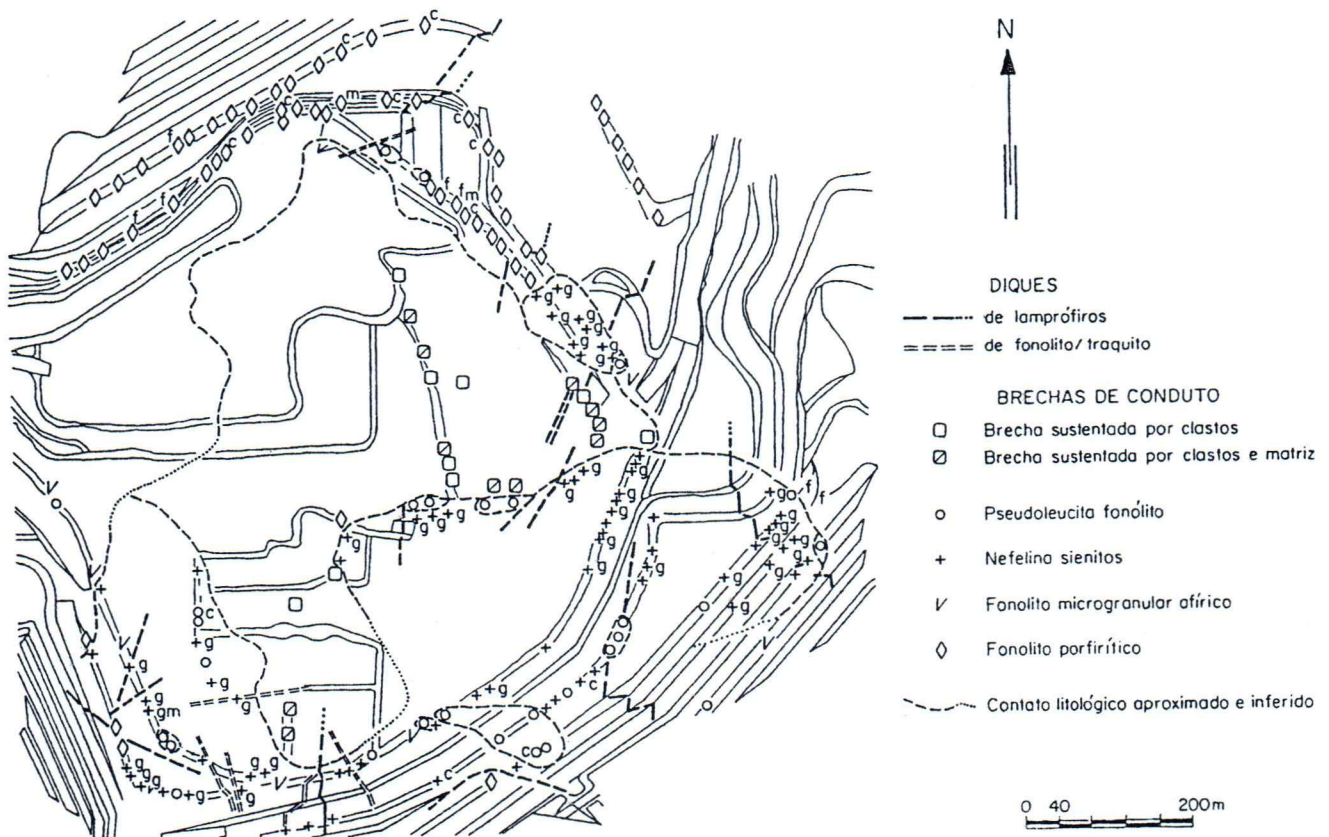 N
DIQUES
de lamprófiros
de fonolito/traquito
BRECHAS DE CONDUTO
Brecha sustentada por clastos
Brecha sustentada por clastos e matriz
Pseudoleucita fonólito
Nefelina sienitos
Fonolito microgranular afírico
Fonolito porfirítico
Contato litológico aproximado e inferido
0 40 200m